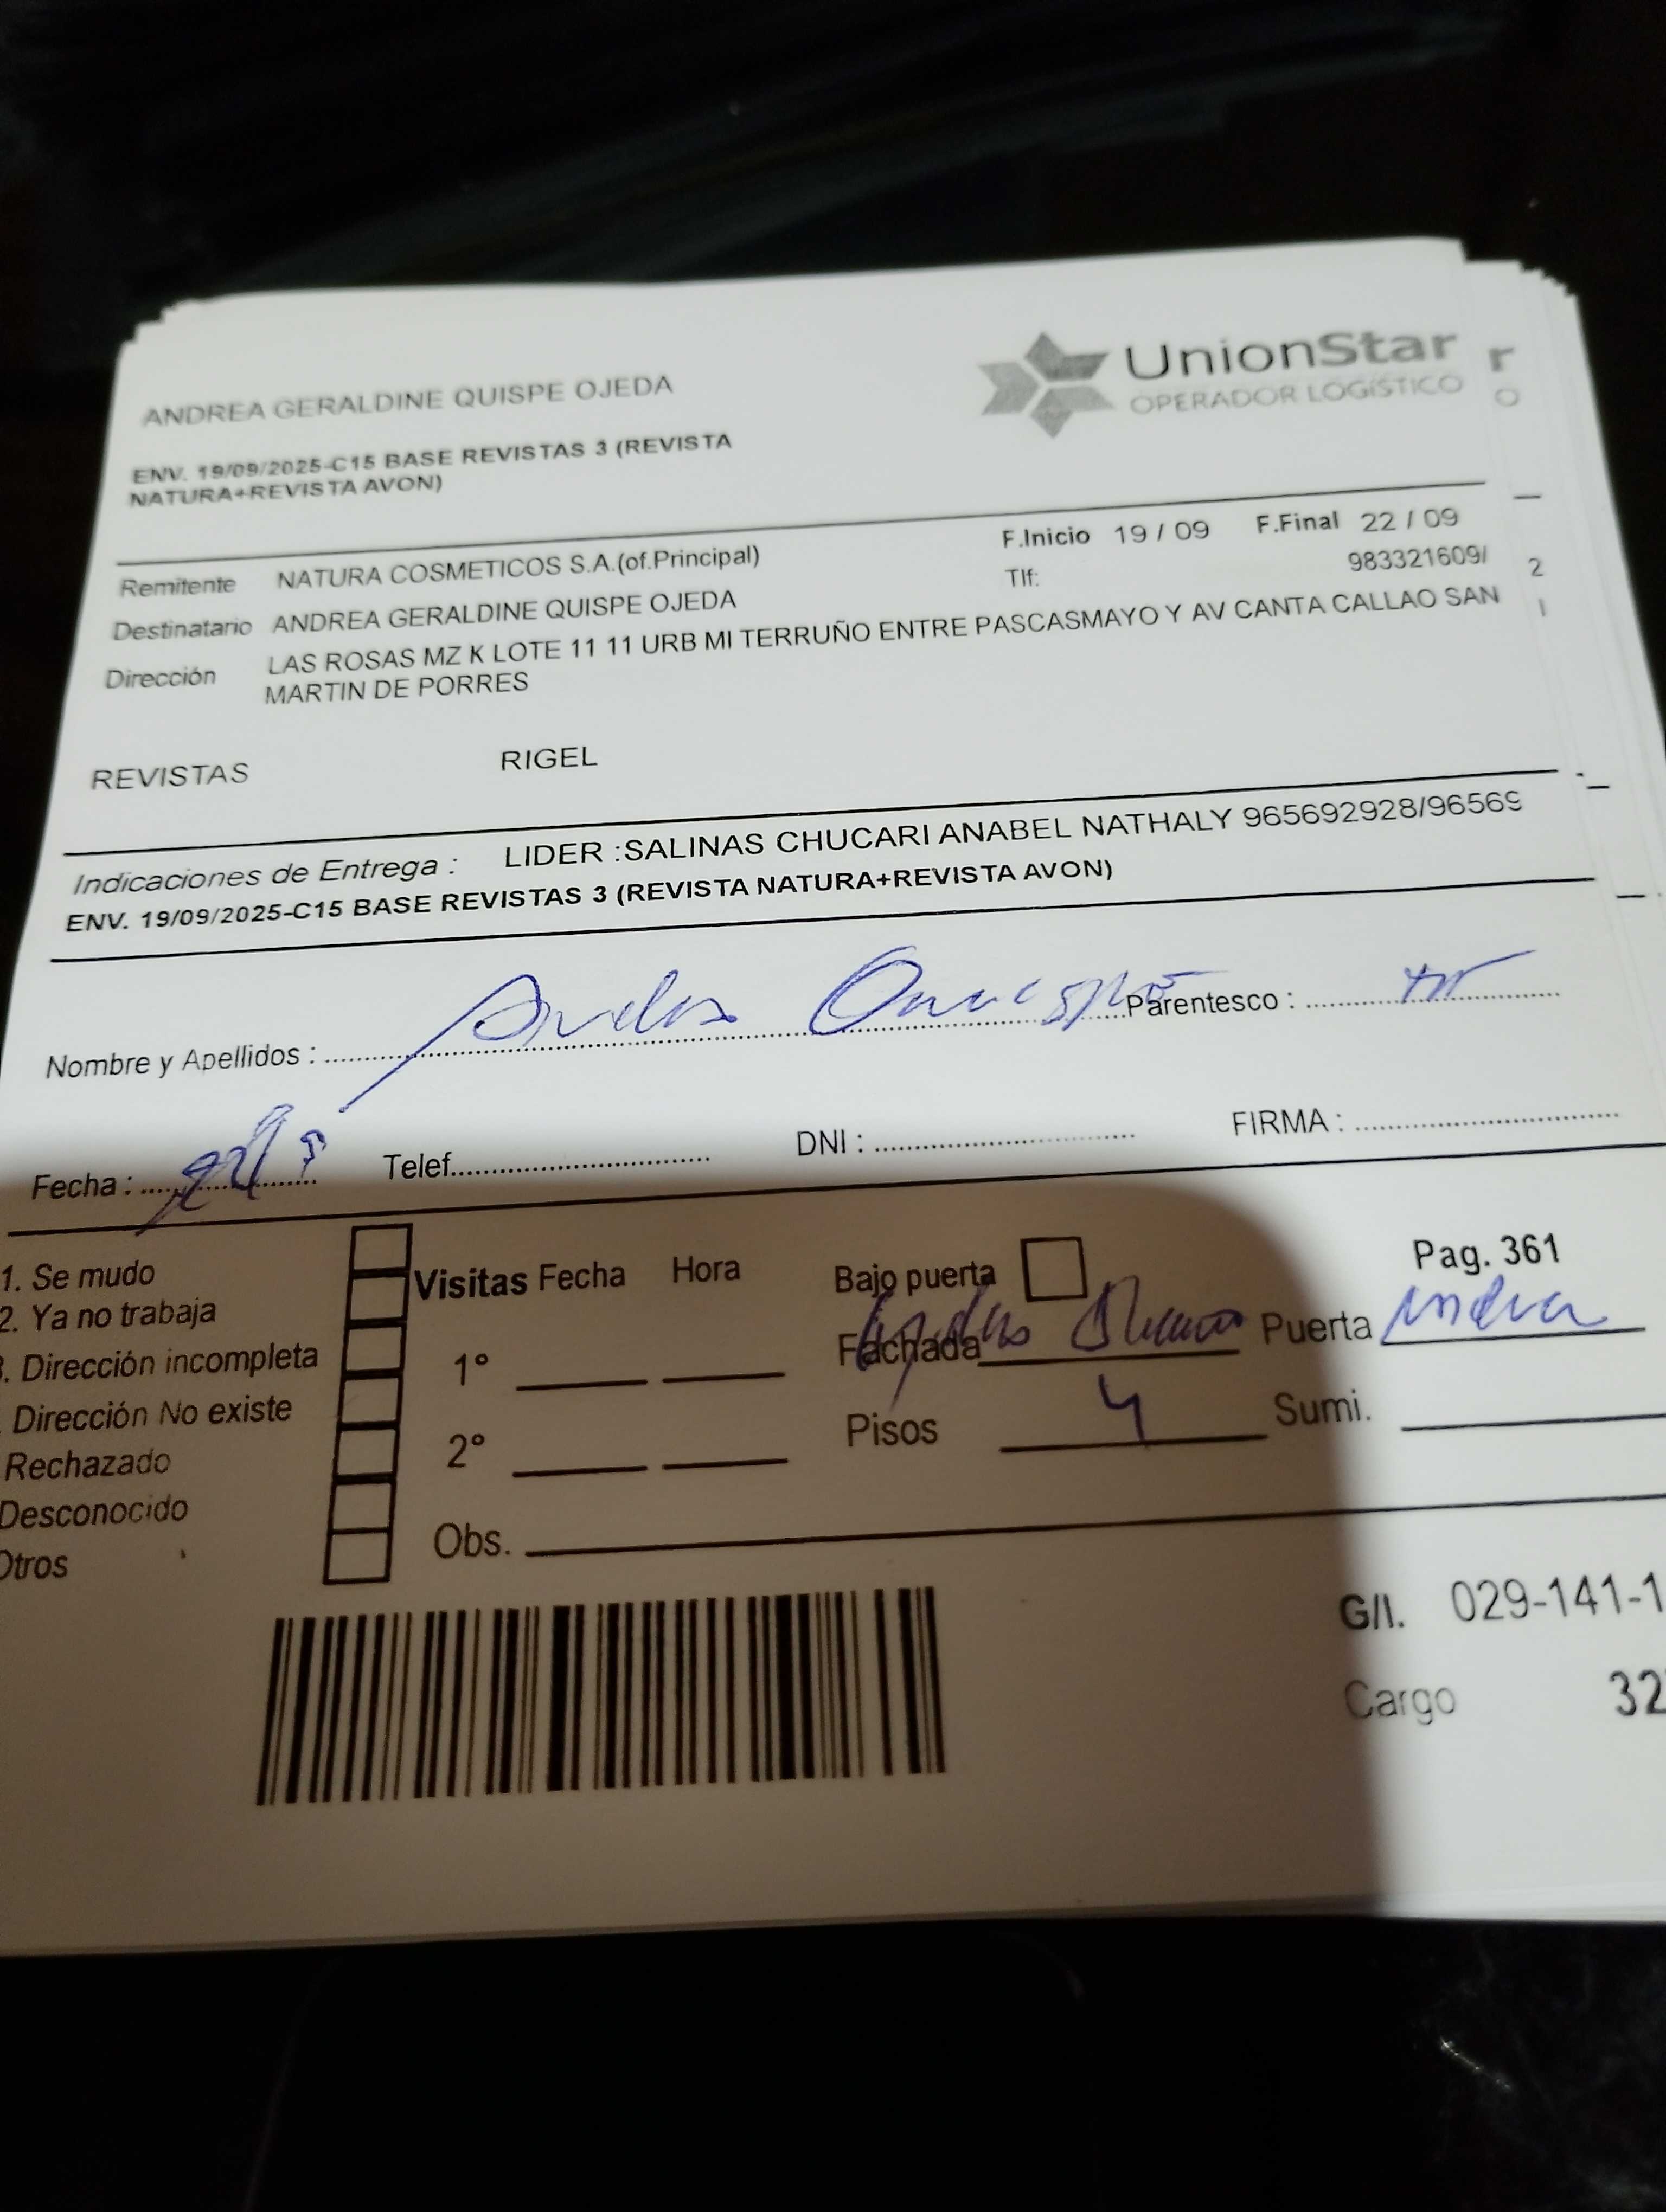 ANDREA GERALDINE QUISPE OJEDA
UnionStar
OPERADOR LOGÍSTICO
ENV. 19/09/2025-C15 BASE REVISTAS 3 (REVISTA
NATURA+REVISTA AVON)
Remitente NATURA COSMETICOS S.A.(of.Principal)
F.Inicio 19 / 09 F.Final 22 / 09
Tlf: 983321609/
Destinatario ANDREA GERALDINE QUISPE OJEDA
Dirección LAS ROSAS MZ K LOTE 11 11 URB MI TERRUÑO ENTRE PASCASMAYO Y AV CANTA CALLAO SAN
MARTIN DE PORRES
REVISTAS RIGEL
Indicaciones de Entrega : LIDER :SALINAS CHUCARI ANABEL NATHALY 965692928/96569
ENV. 19/09/2025-C15 BASE REVISTAS 3 (REVISTA NATURA+REVISTA AVON)
Nombre y Apellidos : Parentesco :
Fecha : Telef. DNI : FIRMA :
1. Se mudo
2. Ya no trabaja
. Dirección incompleta
Dirección No existe
Rechazado
Desconocido
Otros
Visitas Fecha Hora
1°
2°
Obs.
Bajo puerta
Fachada
Pisos 4
Pag. 361
Puerta
Sumi.
G/I. 029-141-1
Cargo 32